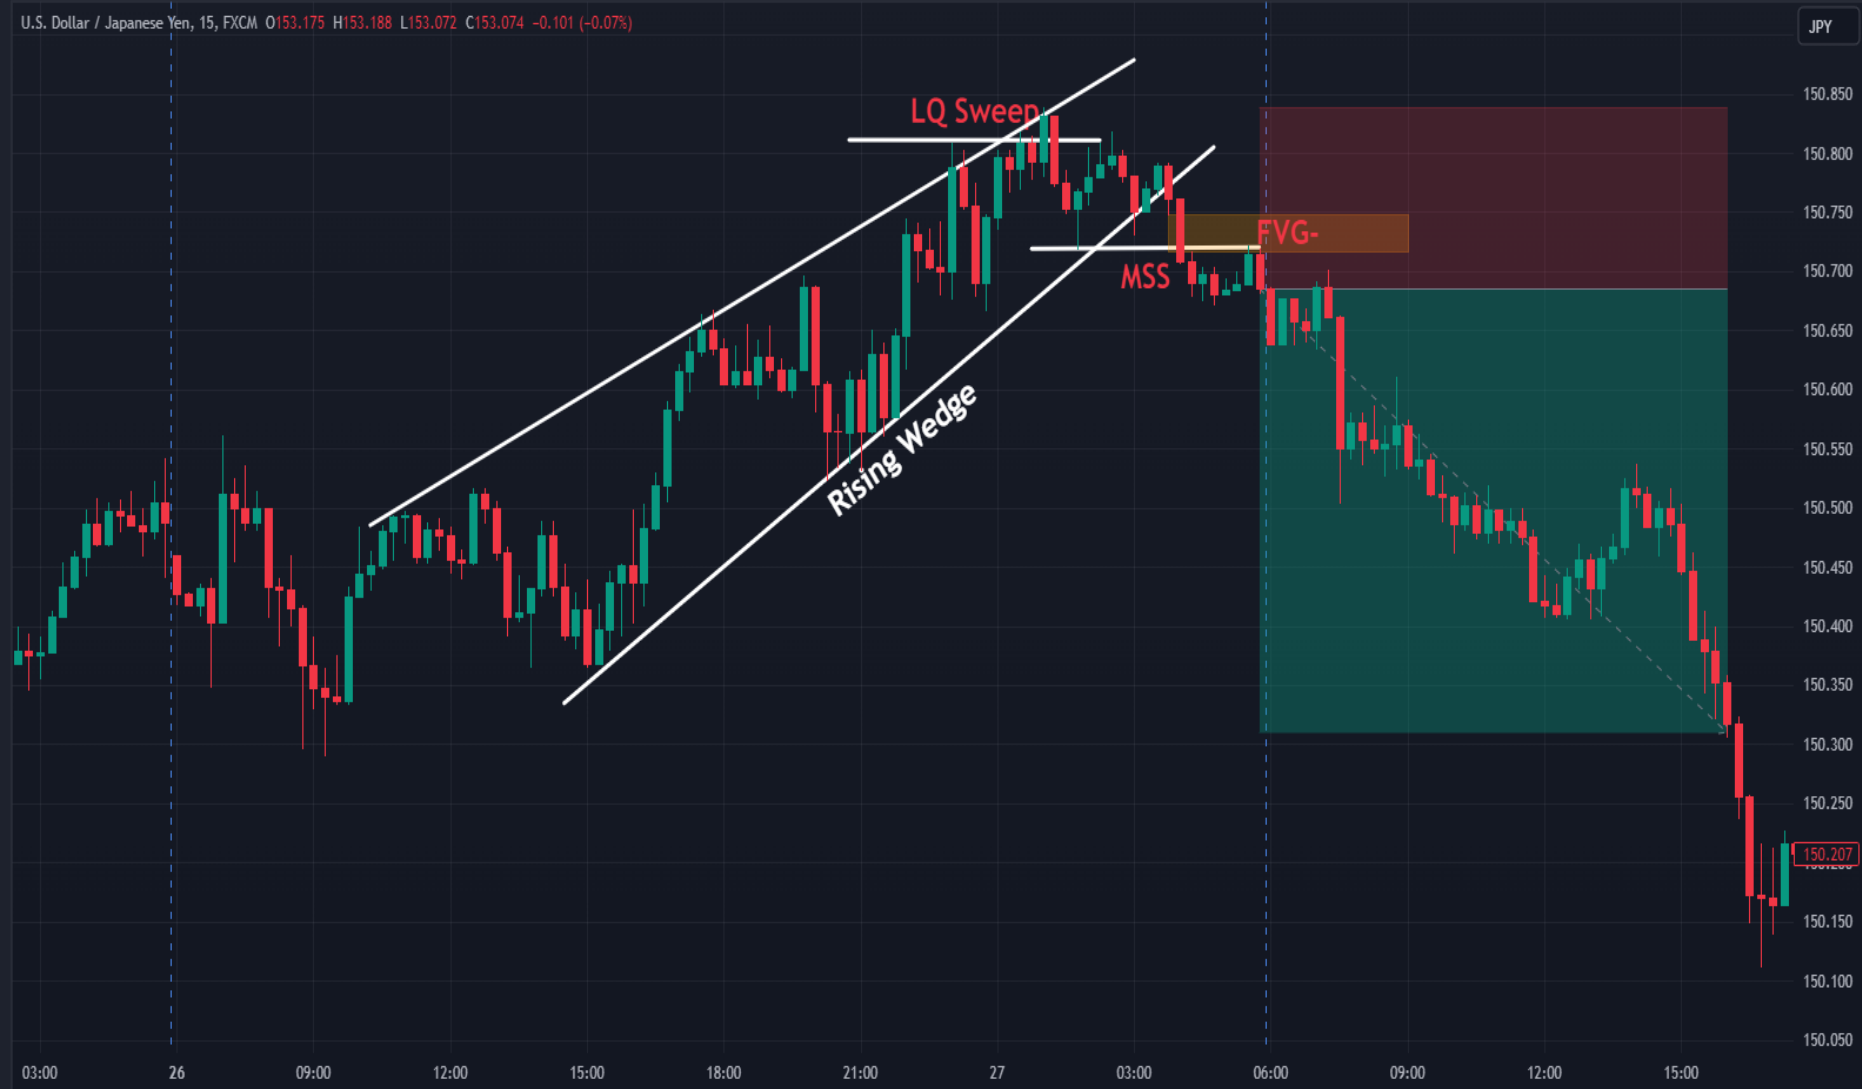 U.S. Dollar / Japanese Yen, 15, FXCM O153.175 H153.188 L153.072 C153.074 −0.101 (−0.07%)
JPY
LQ Sweep
FVG-
MSS
Rising Wedge
150.850
150.800
150.750
150.700
150.650
150.600
150.550
150.500
150.450
150.400
150.350
150.300
150.250
150.207
150.200
150.150
150.100
150.050
03:00 26 09:00 12:00 15:00 18:00 21:00 27 03:00 06:00 09:00 12:00 15:00